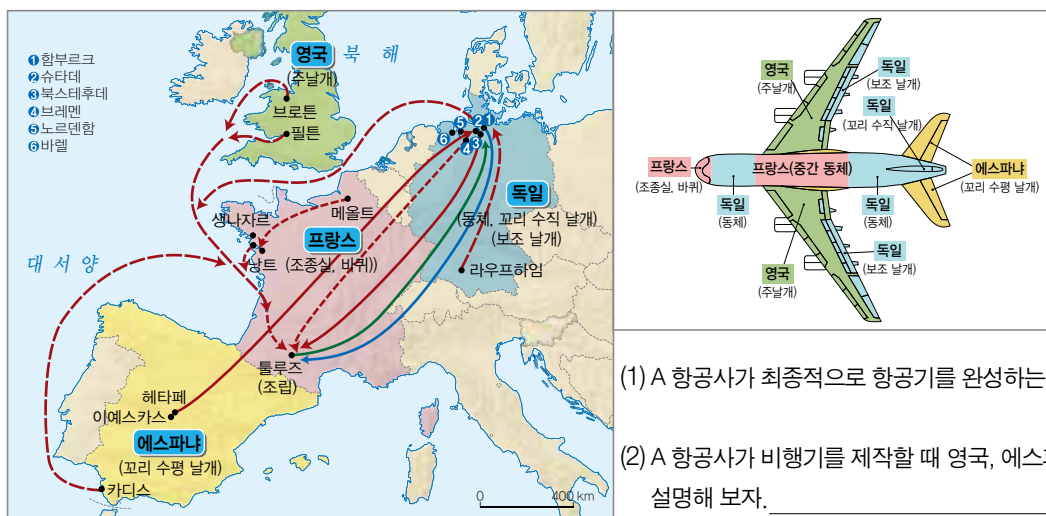 ❶ 함부르크
❷ 슈타데
❸ 북스테후데
❹ 브레멘
❺ 노르덴함
❻ 바렐
영국
(주날개)
북 해
브로튼
필튼
❶
❷
❸
❹
❺
❻
독일
(동체, 꼬리 수직 날개)
(보조 날개)
라우프하임
메올트
생나자르
낭트
프랑스
(조종실, 바퀴))
대 서 양
툴루즈
(조립)
헤타페
이예스카스
에스파냐
(꼬리 수평 날개)
카디스
0 400 km
영국
(주날개)
독일
(보조 날개)
독일
(꼬리 수직 날개)
프랑스
(조종실, 바퀴)
프랑스(중간 동체)
에스파냐
(꼬리 수평 날개)
독일
(동체)
독일
(동체)
독일
(보조 날개)
영국
(주날개)
(1) A 항공사가 최종적으로 항공기를 완성하는
(2) A 항공사가 비행기를 제작할 때 영국, 에스
설명해 보자.